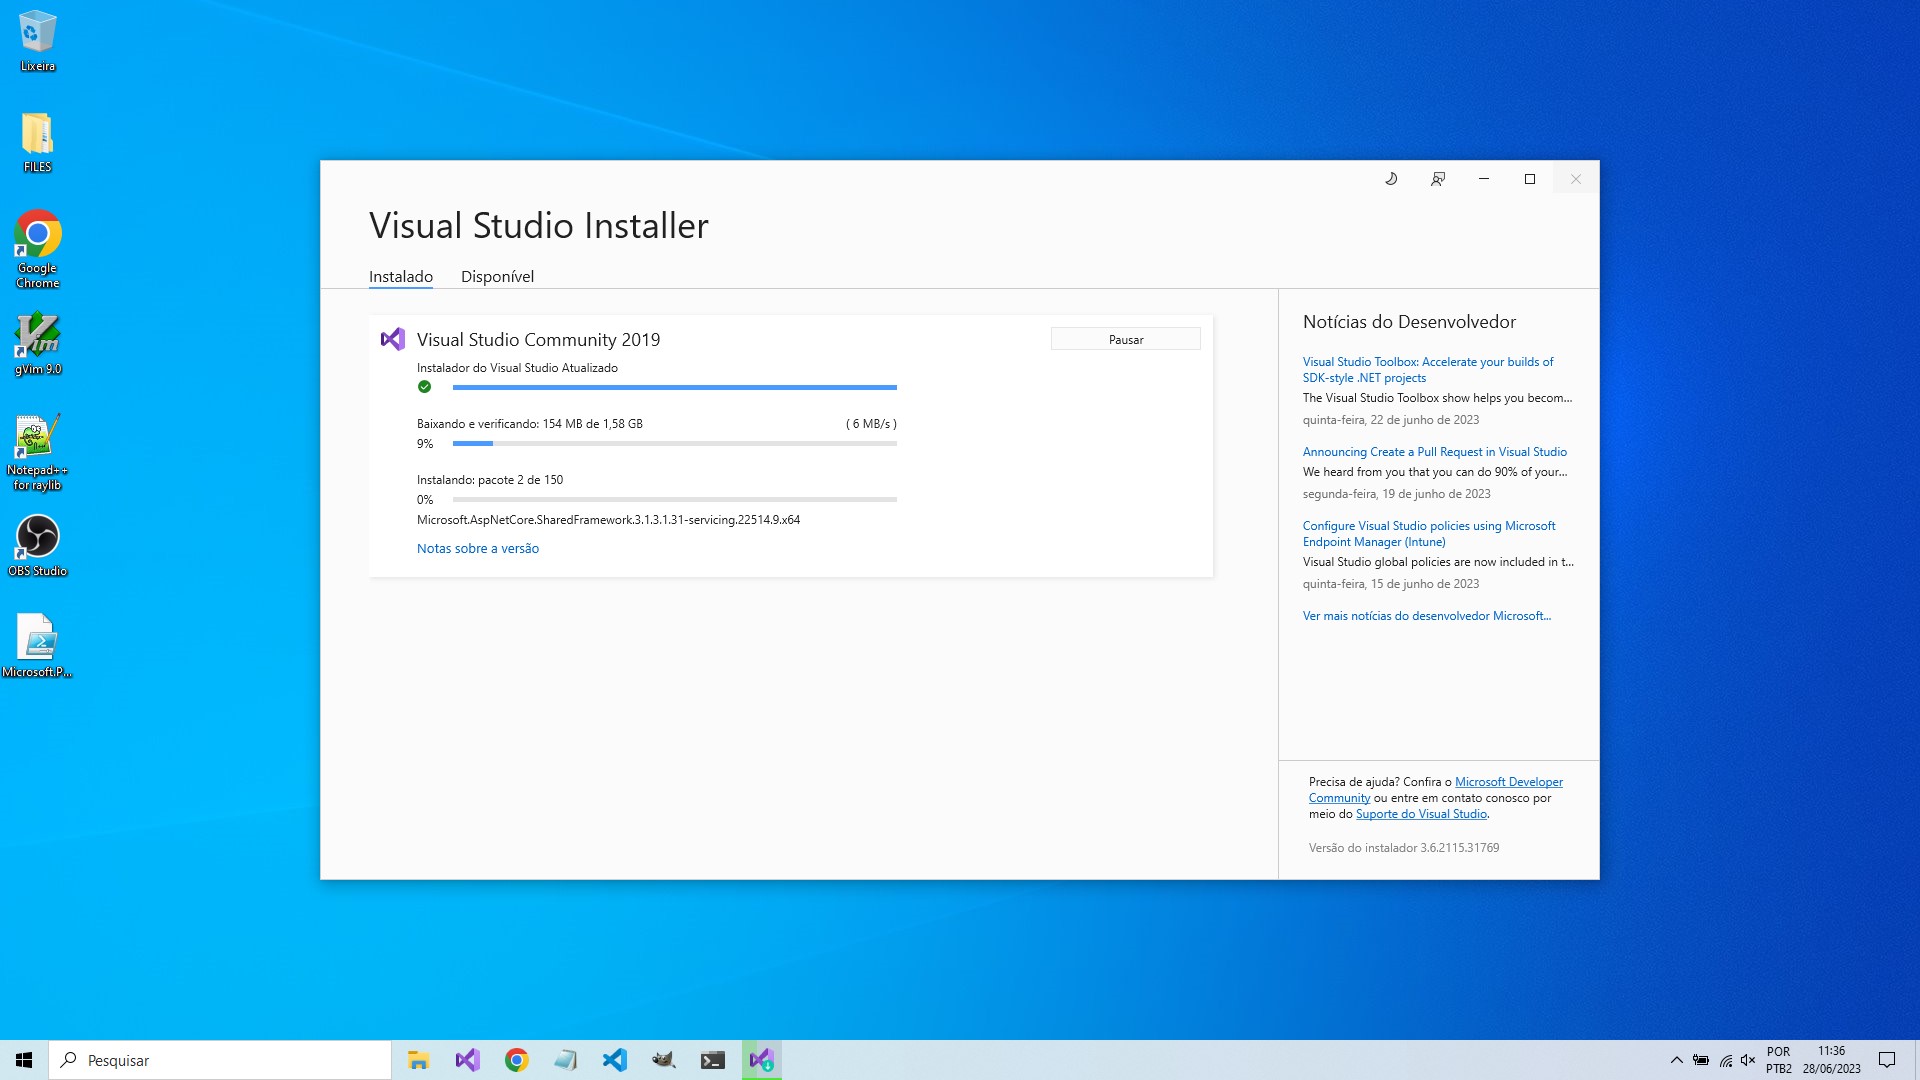 Lixeira
FILES
Google
Chrome
gVim 9.0
Notepad++
for raylib
OBS Studio
Microsoft.P...
Visual Studio Installer
Instalado
Disponível
Visual Studio Community 2019
Pausar
Instalador do Visual Studio Atualizado
Baixando e verificando: 154 MB de 1,58 GB
( 6 MB/s )
9%
Instalando: pacote 2 de 150
0%
Microsoft.AspNetCore.SharedFramework.3.1.3.1.31-servicing.22514.9.x64
Notas sobre a versão
Notícias do Desenvolvedor
Visual Studio Toolbox: Accelerate your builds of
SDK-style .NET projects
The Visual Studio Toolbox show helps you becom...
quinta-feira, 22 de junho de 2023
Announcing Create a Pull Request in Visual Studio
We heard from you that you can do 90% of your...
segunda-feira, 19 de junho de 2023
Configure Visual Studio policies using Microsoft
Endpoint Manager (Intune)
Visual Studio global policies are now included in t...
quinta-feira, 15 de junho de 2023
Ver mais notícias do desenvolvedor Microsoft...
Precisa de ajuda? Confira o Microsoft Developer
Community ou entre em contato conosco por
meio do Suporte do Visual Studio.
Versão do instalador 3.6.2115.31769
Pesquisar
POR
PTB2
11:36
28/06/2023